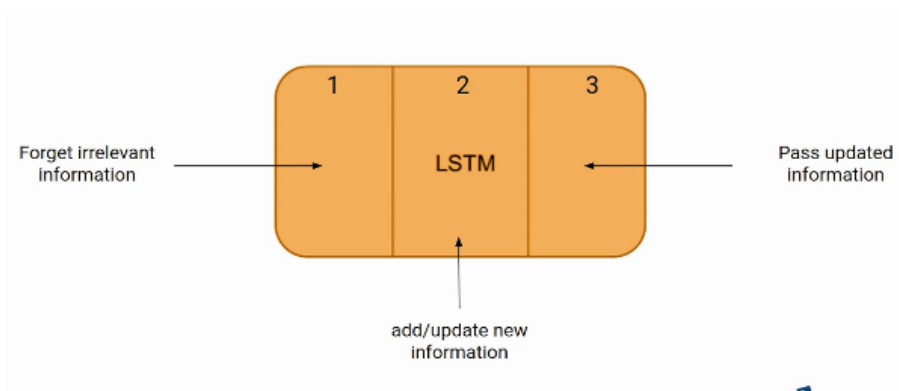 1
2
3
Forget irrelevant
information
LSTM
Pass updated
information
add/update new
information